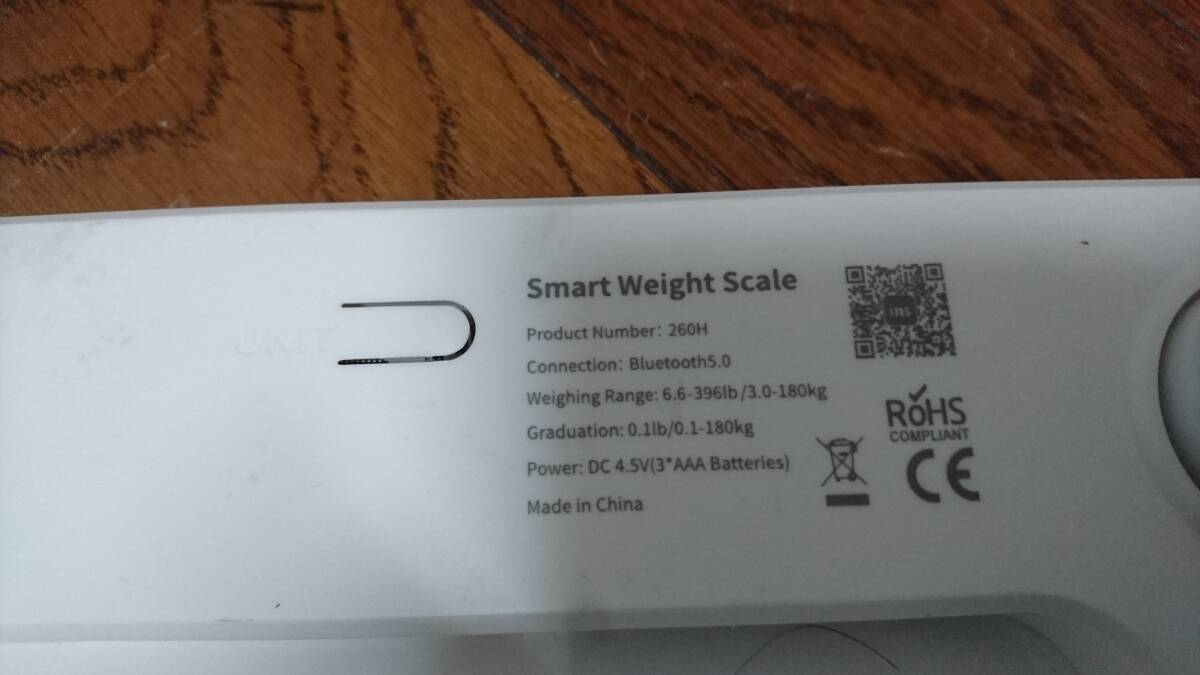 UNIT
Smart Weight Scale
Product Number: 260H
Connection: Bluetooth5.0
Weighing Range: 6.6-396lb/3.0-180kg
Graduation: 0.1lb/0.1-180kg
Power: DC 4.5V(3*AAA Batteries)
Made in China
ins
RoHS
COMPLIANT
CE